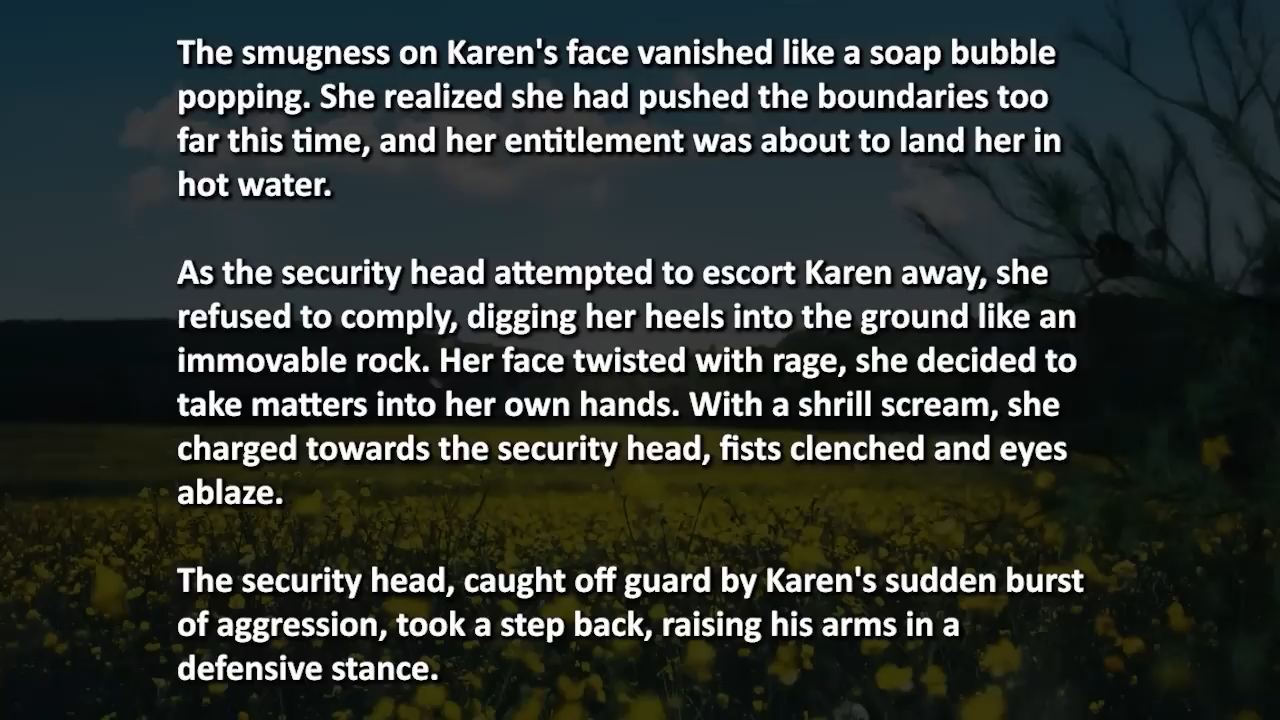 The smugness on Karen's face vanished like a soap bubble
popping. She realized she had pushed the boundaries too
far this time, and her entitlement was about to land her in
hot water.
As the security head attempted to escort Karen away, she
refused to comply, digging her heels into the ground like an
immovable rock. Her face twisted with rage, she decided to
take matters into her own hands. With a shrill scream, she
charged towards the security head, fists clenched and eyes
ablaze.
The security head, caught off guard by Karen's sudden burst
of aggression, took a step back, raising his arms in a
defensive stance.